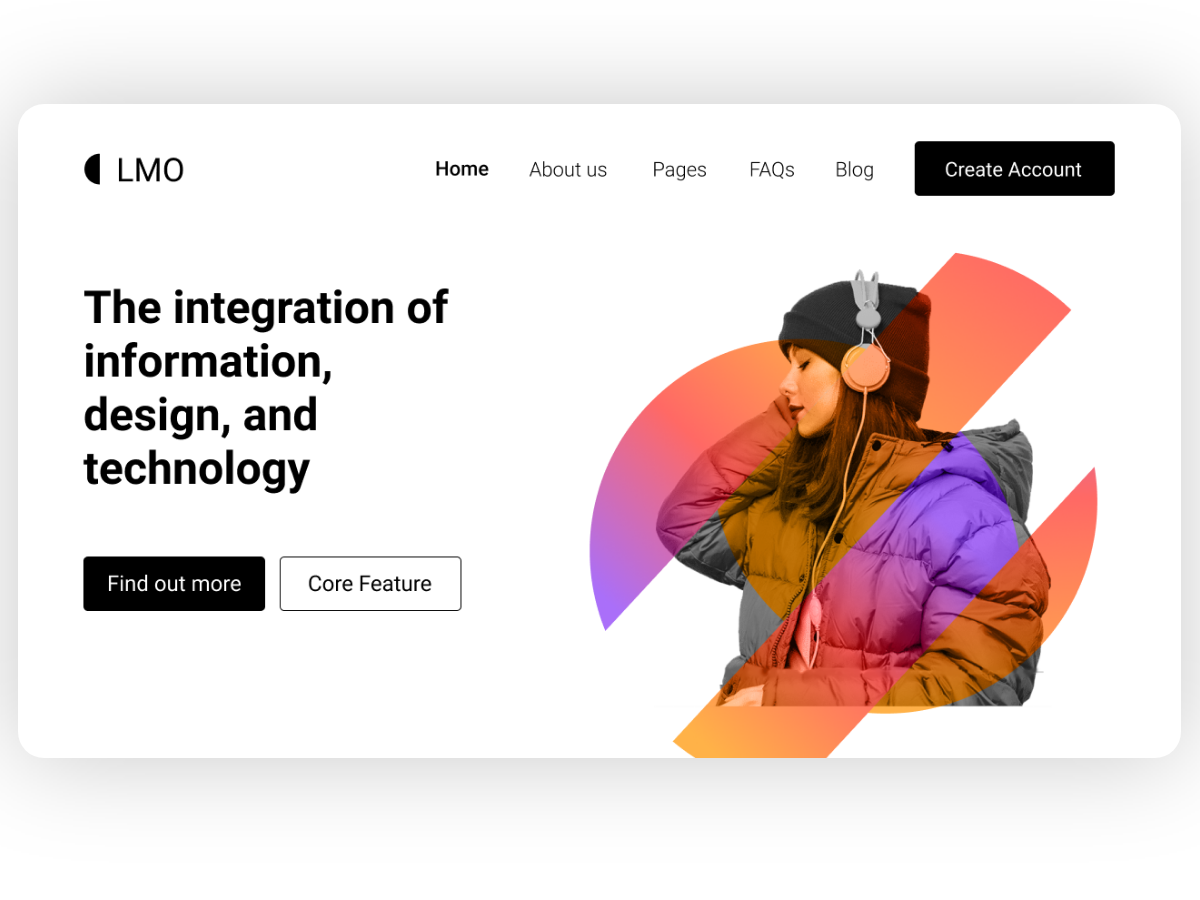 LMO
Home About us Pages FAQs Blog Create Account
The integration of
information,
design, and
technology
Find out more Core Feature